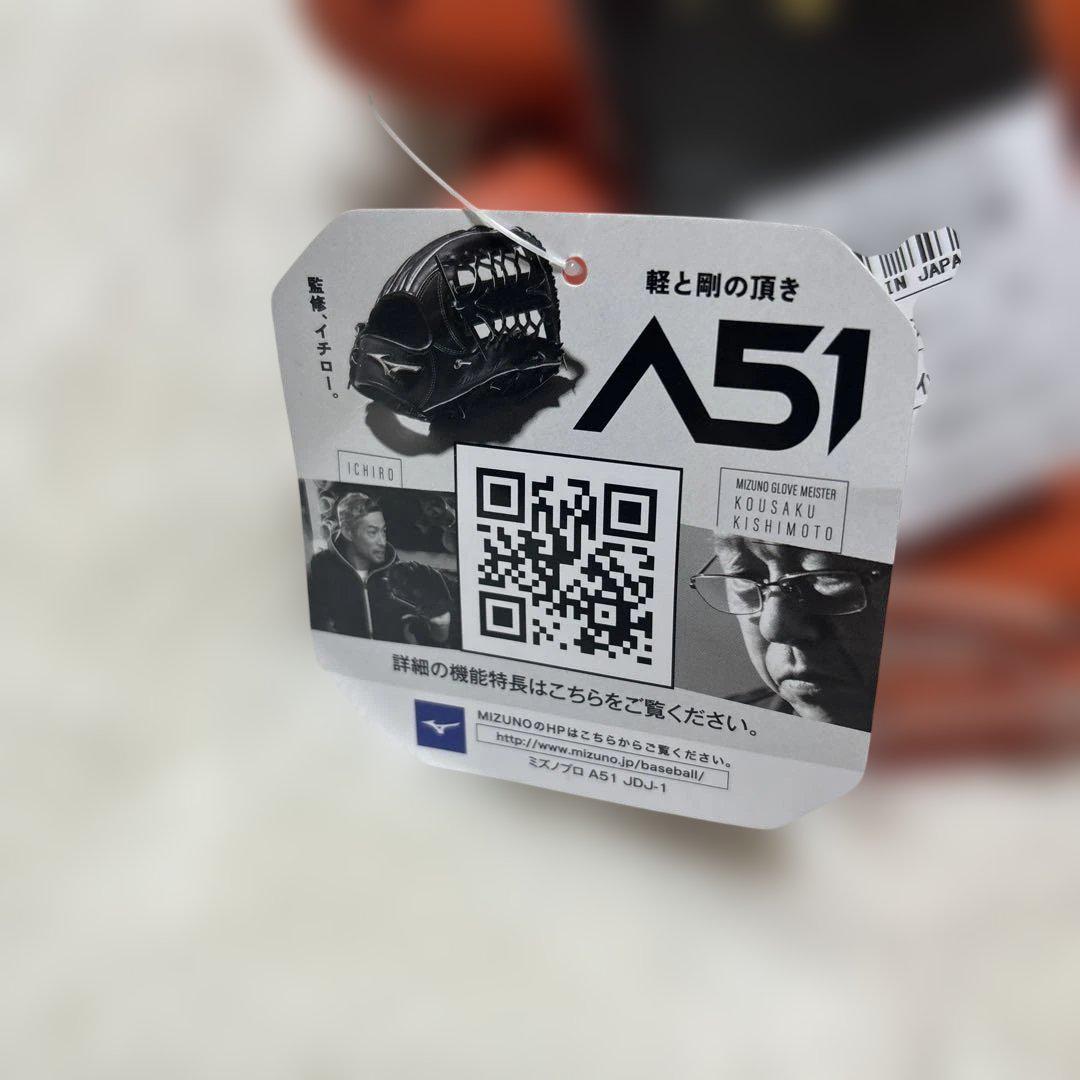 監修、イチロー。
軽と剛の頂き
A51
ICHIRO
MIZUNO GLOVE MEISTER
KOUSAKU
KISHIMOTO
詳細の機能特長はこちらをご覧ください。
MIZUNOのHPはこちらからご覧ください。
http://www.mizuno.jp/baseball/
ミズノプロ A51 JDJ-1
IN JAPA